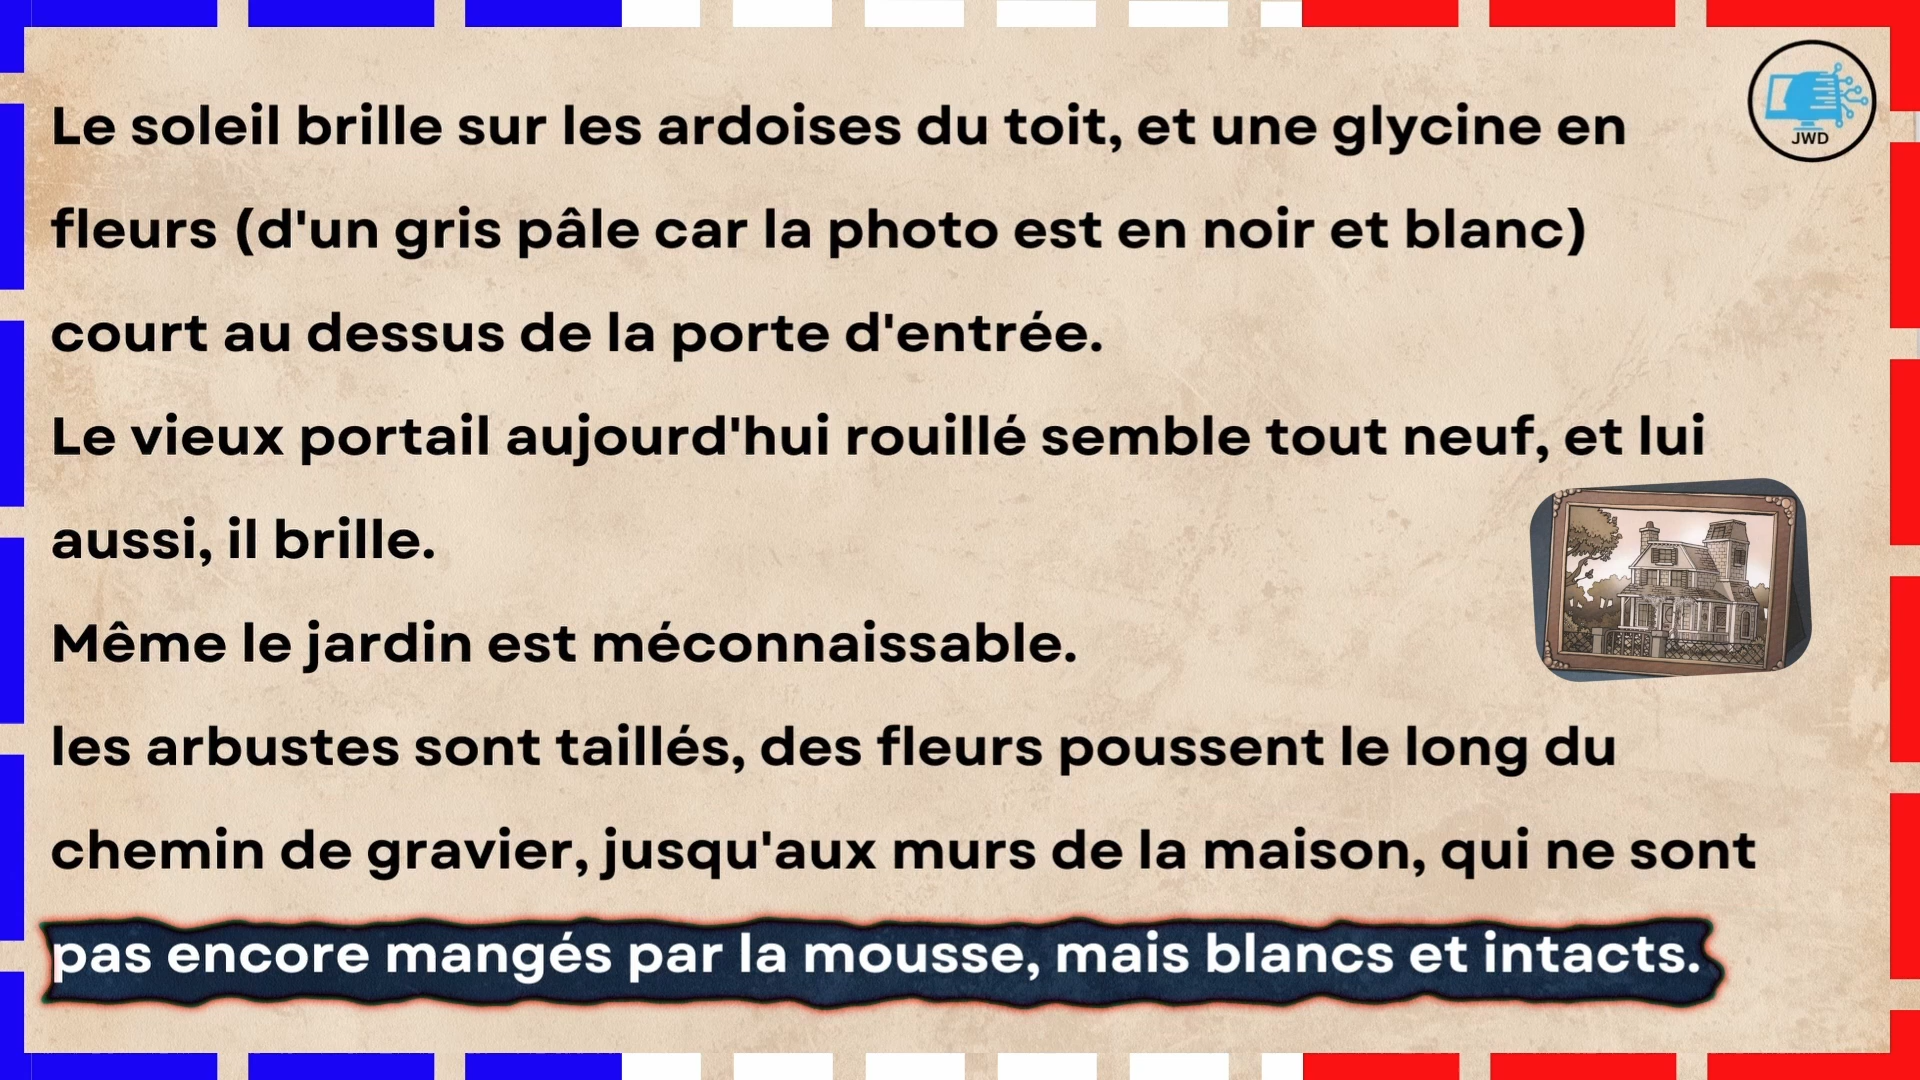 Le soleil brille sur les ardoises du toit, et une glycine en
fleurs (d'un gris pâle car la photo est en noir et blanc)
court au dessus de la porte d'entrée.
Le vieux portail aujourd'hui rouillé semble tout neuf, et lui
aussi, il brille.
Même le jardin est méconnaissable.
les arbustes sont taillés, des fleurs poussent le long du
chemin de gravier, jusqu'aux murs de la maison, qui ne sont
pas encore mangés par la mousse, mais blancs et intacts.
JWD